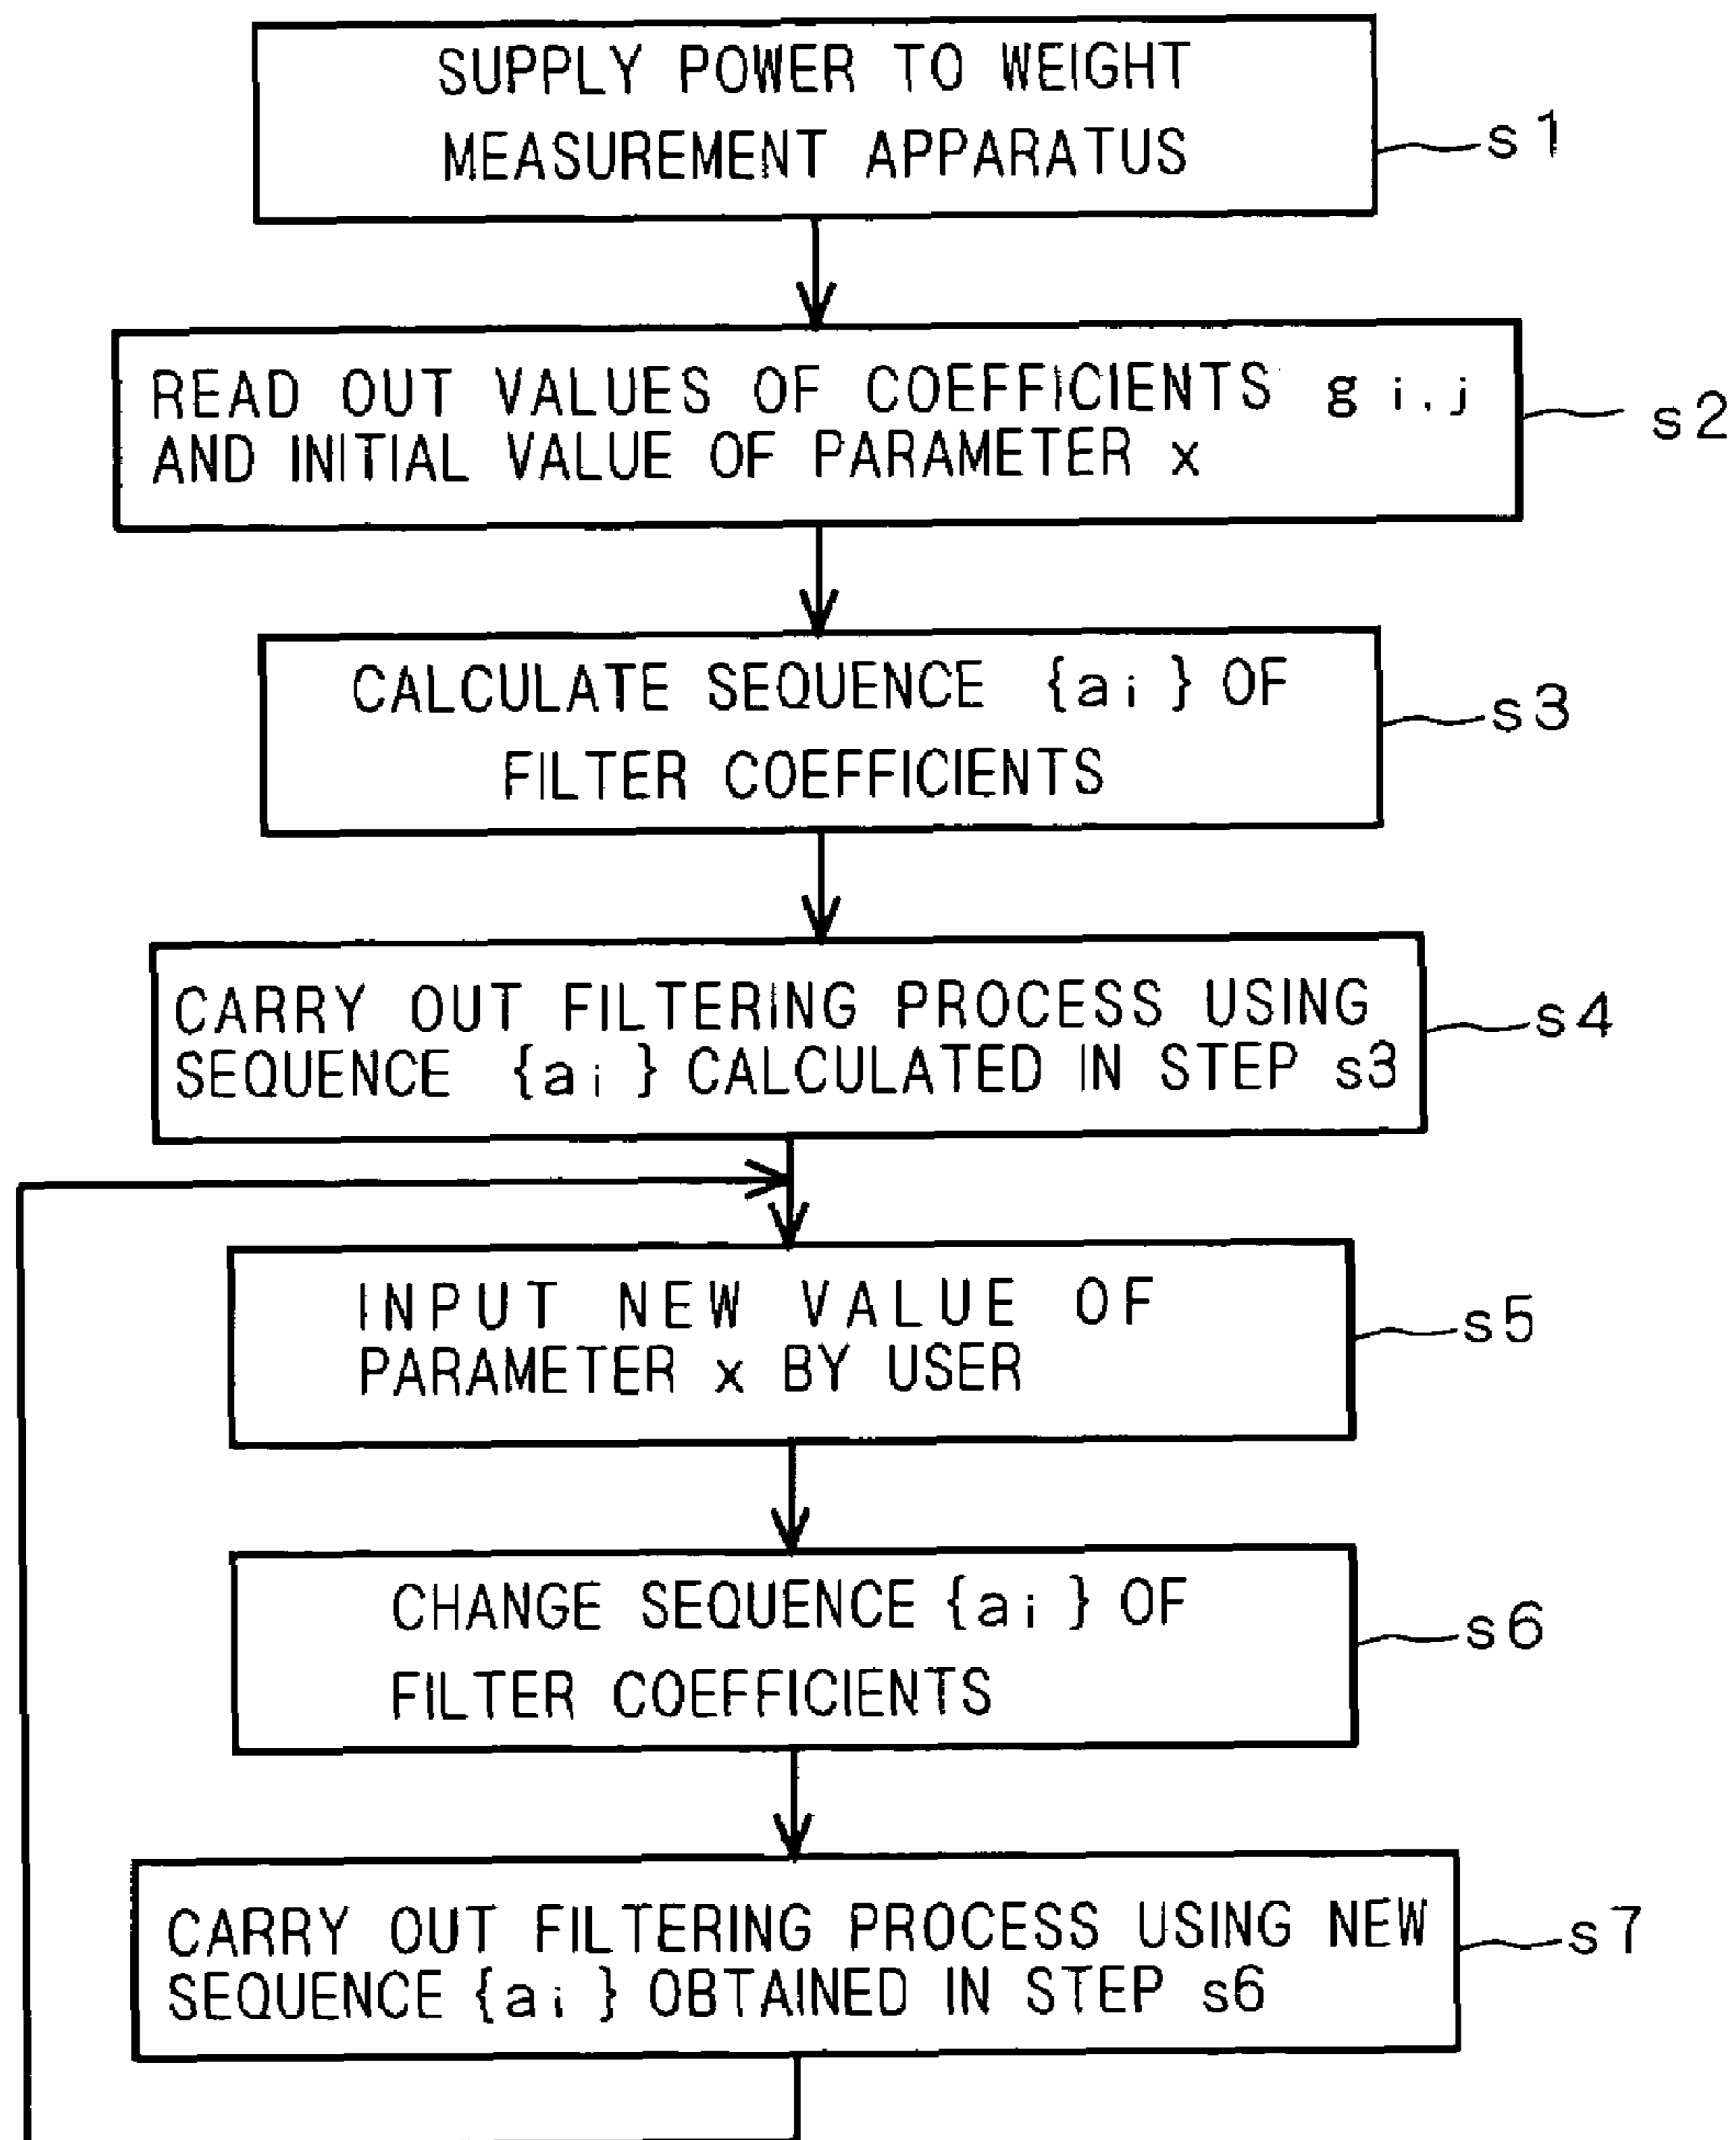 SUPPLY POWER TO WEIGHT
MEASUREMENT APPARATUS
s1
READ OUT VALUES OF COEFFICIENTS g i,j
AND INITIAL VALUE OF PARAMETER x
s2
CALCULATE SEQUENCE {ai} OF
FILTER COEFFICIENTS
s3
CARRY OUT FILTERING PROCESS USING
SEQUENCE {ai} CALCULATED IN STEP s3
s4
INPUT NEW VALUE OF
PARAMETER x BY USER
s5
CHANGE SEQUENCE {ai} OF
FILTER COEFFICIENTS
s6
CARRY OUT FILTERING PROCESS USING NEW
SEQUENCE {ai} OBTAINED IN STEP s6
s7